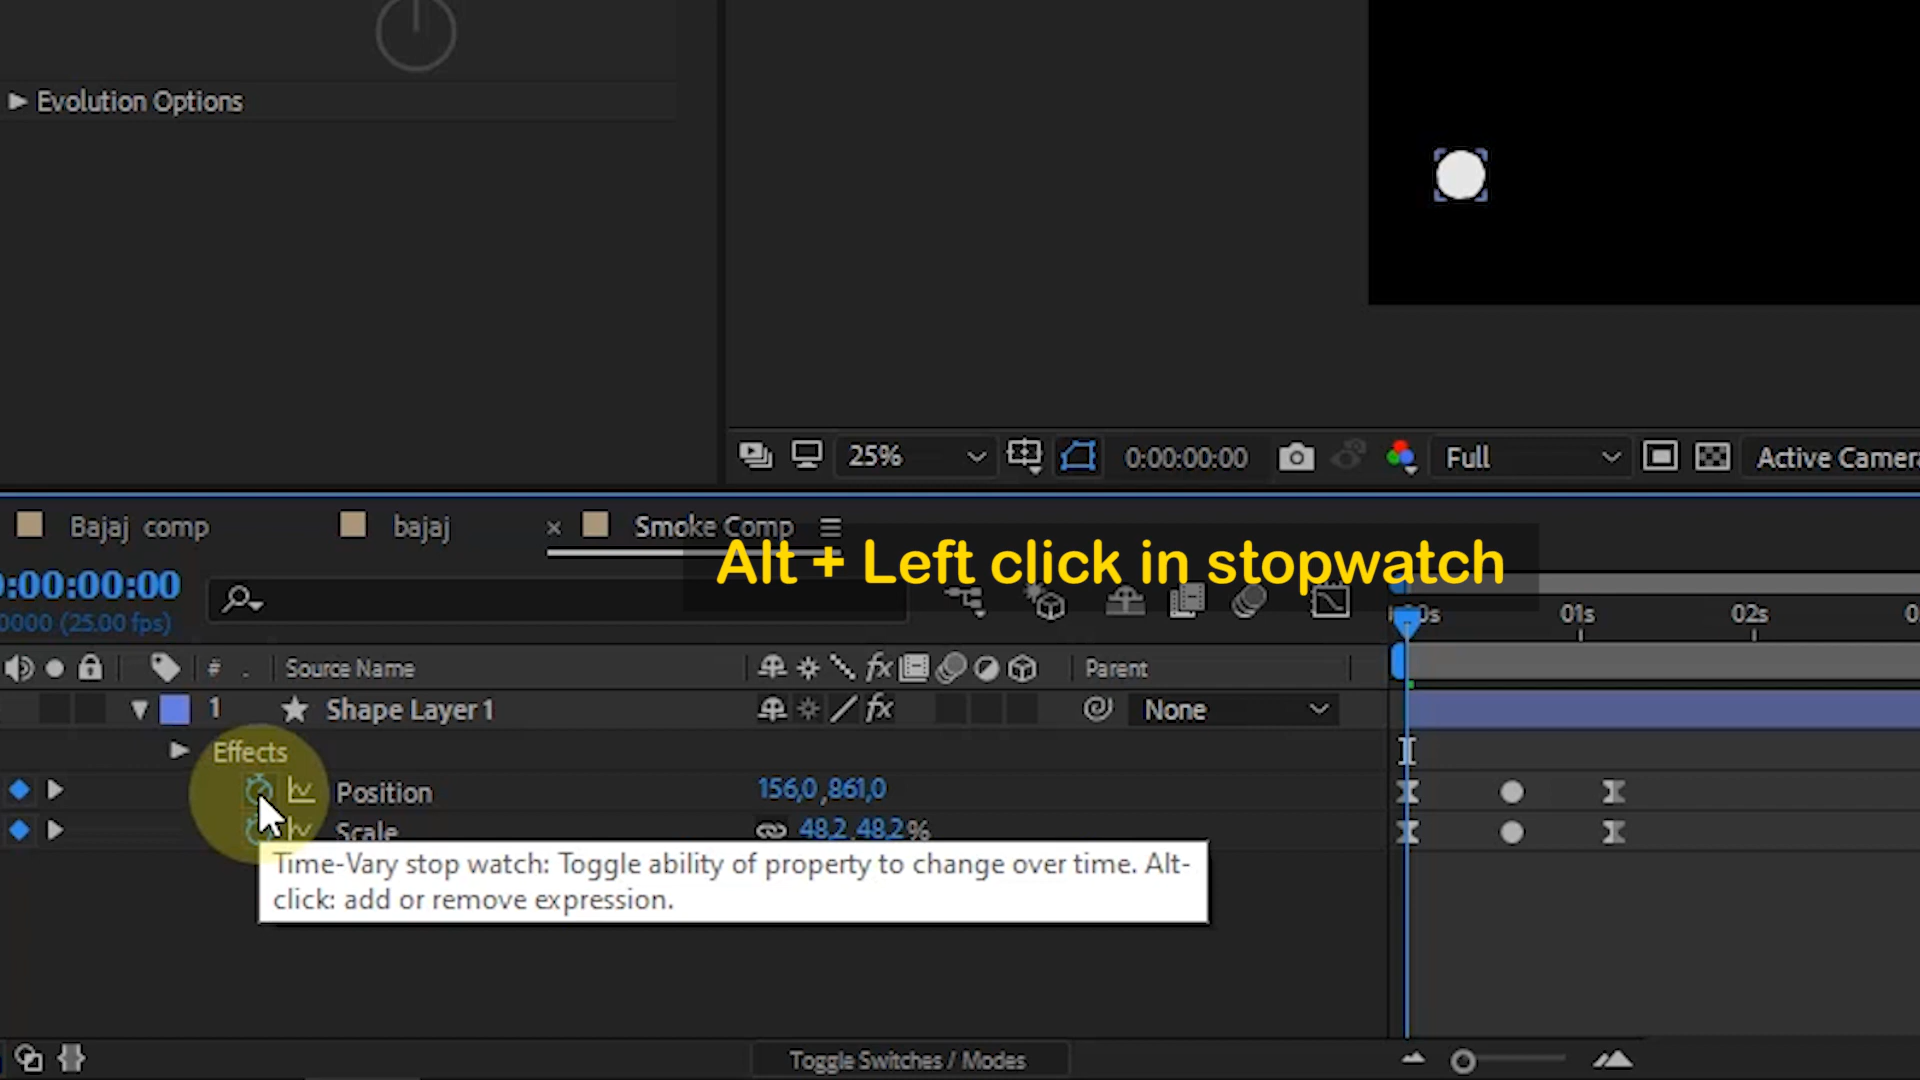 Evolution Options
25%
0:00:00:00
Full
Active Camera
Bajaj comp
bajaj
× Smoke Comp
Alt + Left click in stopwatch
0:00:00:00
0000 (25.00 fps)
01s
02s
# . Source Name
fx
Parent
1 Shape Layer 1
fx
None
Effects
Position
156,0,861,0
Scale
48,2,48,2%
Time-Vary stop watch: Toggle ability of property to change over time. Alt-
click: add or remove expression.
Toggle Switches / Modes